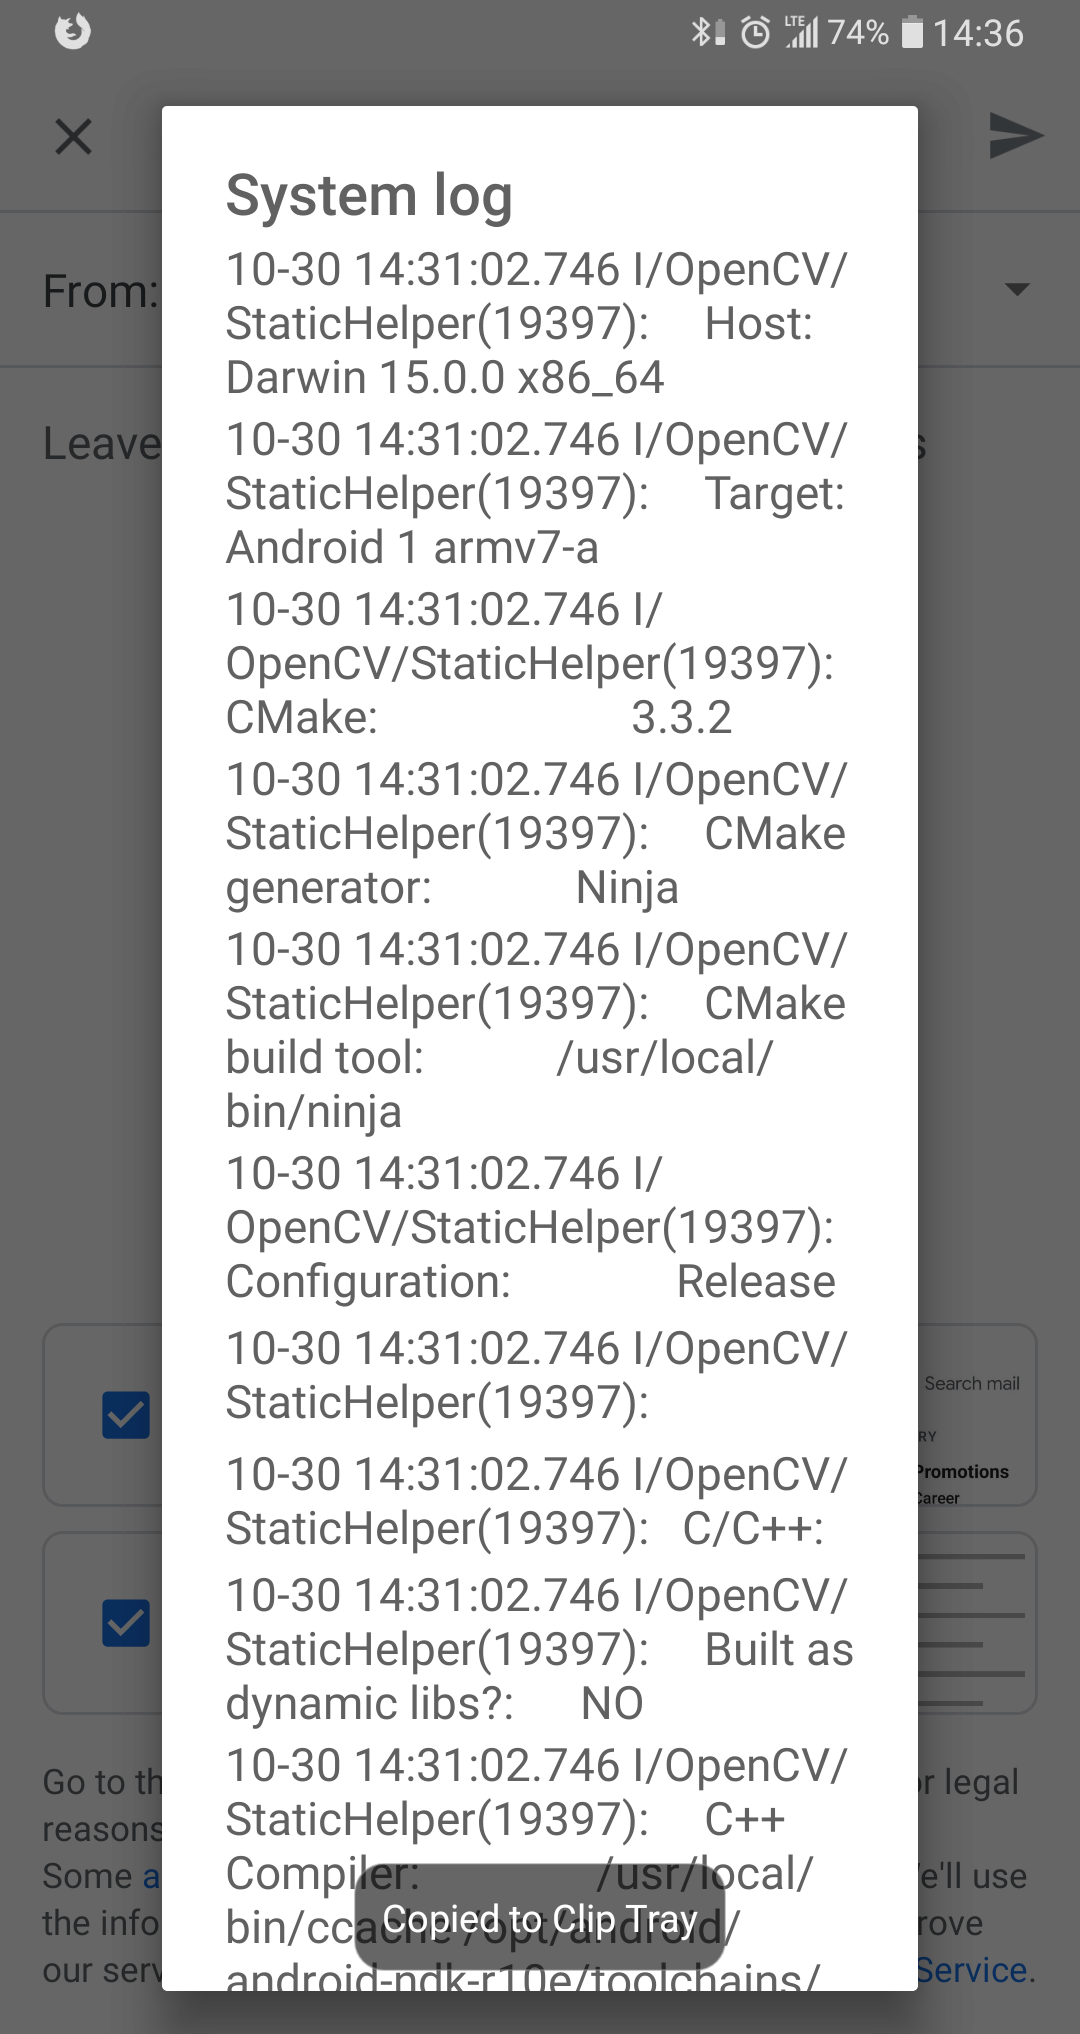 LTE 74% 14:36
System log
10-30 14:31:02.746 I/OpenCV/
StaticHelper(19397): Host:
Darwin 15.0.0 x86_64
10-30 14:31:02.746 I/OpenCV/
StaticHelper(19397): Target:
Android 1 armv7-a
10-30 14:31:02.746 I/
OpenCV/StaticHelper(19397):
CMake: 3.3.2
10-30 14:31:02.746 I/OpenCV/
StaticHelper(19397): CMake
generator: Ninja
10-30 14:31:02.746 I/OpenCV/
StaticHelper(19397): CMake
build tool: /usr/local/
bin/ninja
10-30 14:31:02.746 I/
OpenCV/StaticHelper(19397):
Configuration: Release
10-30 14:31:02.746 I/OpenCV/
StaticHelper(19397):
10-30 14:31:02.746 I/OpenCV/
StaticHelper(19397): C/C++:
10-30 14:31:02.746 I/OpenCV/
StaticHelper(19397): Built as
dynamic libs?: NO
10-30 14:31:02.746 I/OpenCV/
StaticHelper(19397): C++
Compiler: /usr/local/
bin/ccache /opt/android/
android-ndk-r10e/toolchains/
Copied to Clip Tray
From:
Leave
Search mail
RY
Promotions
Career
Go to
r legal
reasons
Some
e'll use
the info
rove
our
Service.